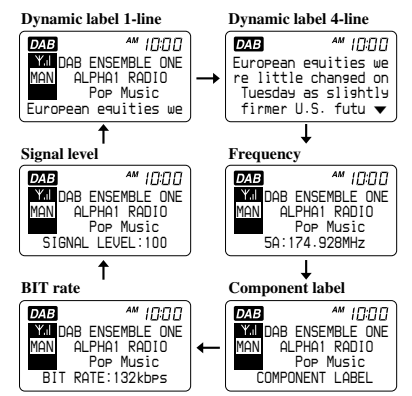 Dynamic label 1-line
DAB AM 10:00
DAB ENSEMBLE ONE
MAN ALPHA1 RADIO
Pop Music
European equities we
Dynamic label 4-line
DAB AM 10:00
European equities we
re little changed on
Tuesday as slightly
firmer U.S. futu ▼
Signal level
DAB AM 10:00
DAB ENSEMBLE ONE
MAN ALPHA1 RADIO
Pop Music
SIGNAL LEVEL:100
Frequency
DAB AM 10:00
DAB ENSEMBLE ONE
MAN ALPHA1 RADIO
Pop Music
5A:174.928MHz
BIT rate
DAB AM 10:00
DAB ENSEMBLE ONE
MAN ALPHA1 RADIO
Pop Music
BIT RATE:132kbps
Component label
DAB AM 10:00
DAB ENSEMBLE ONE
MAN ALPHA1 RADIO
Pop Music
COMPONENT LABEL